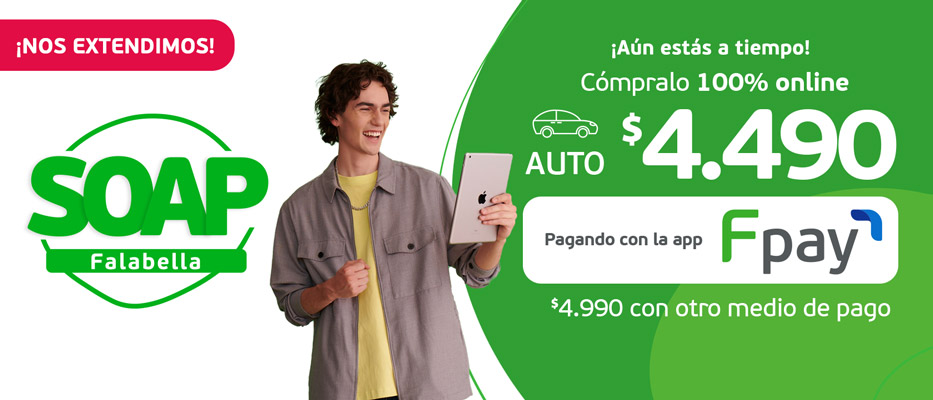 ¡NOS EXTENDIMOS!
SOAP
Falabella
¡Aún estás a tiempo!
Cómpralo 100% online
AUTO $4.490
Pagando con la app Fpay
$4.990 con otro medio de pago